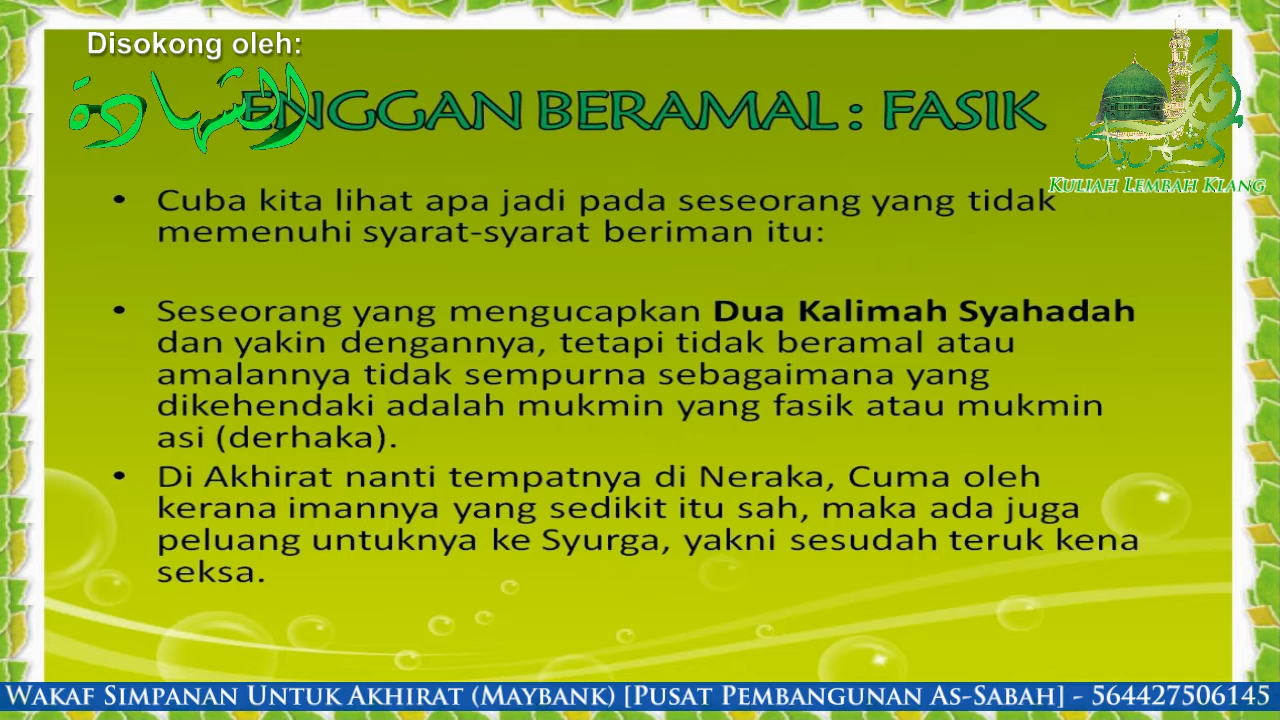 Disokong oleh:
الشهادة
ENGGAN BERAMAL : FASIK
KULIAH LEMBAH KLANG
• Cuba kita lihat apa jadi pada seseorang yang tidak
memenuhi syarat-syarat beriman itu:
• Seseorang yang mengucapkan Dua Kalimah Syahadah
dan yakin dengannya, tetapi tidak beramal atau
amalannya tidak sempurna sebagaimana yang
dikehendaki adalah mukmin yang fasik atau mukmin
asi (derhaka).
• Di Akhirat nanti tempatnya di Neraka, Cuma oleh
kerana imannya yang sedikit itu sah, maka ada juga
peluang untuknya ke Syurga, yakni sesudah teruk kena
seksa.
WAKAF SIMPANAN UNTUK AKHIRAT (MAYBANK) [PUSAT PEMBANGUNAN AS-SABAH] - 564427506145